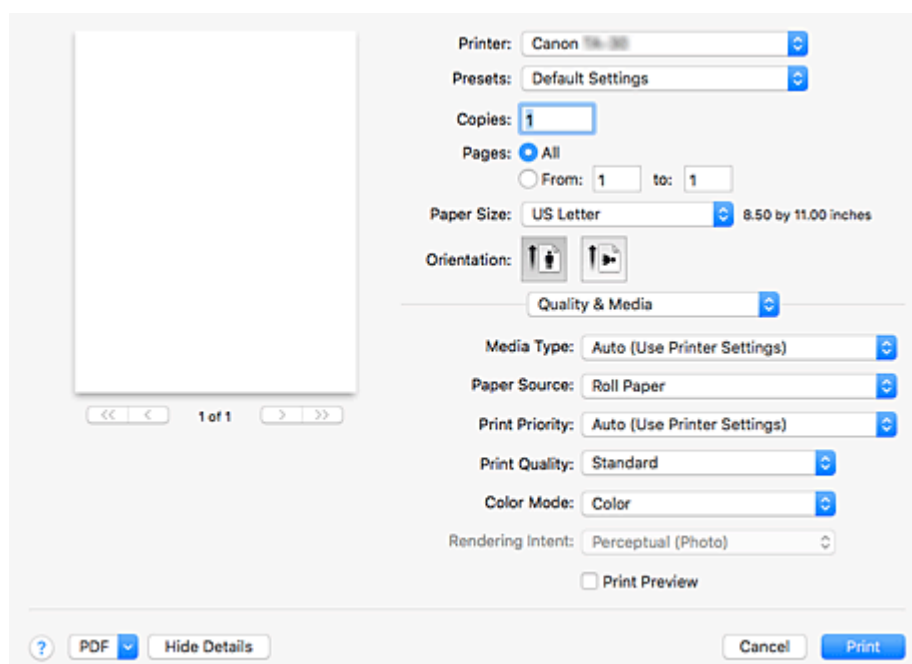 Printer: Canon
Presets: Default Settings
Copies: 1
Pages: All
From: 1 to: 1
Paper Size: US Letter 8.50 by 11.00 inches
Orientation:
Quality & Media
Media Type: Auto (Use Printer Settings)
Paper Source: Roll Paper
1 of 1
Print Priority: Auto (Use Printer Settings)
Print Quality: Standard
Color Mode: Color
Rendering Intent: Perceptual (Photo)
Print Preview
? PDF Hide Details Cancel Print